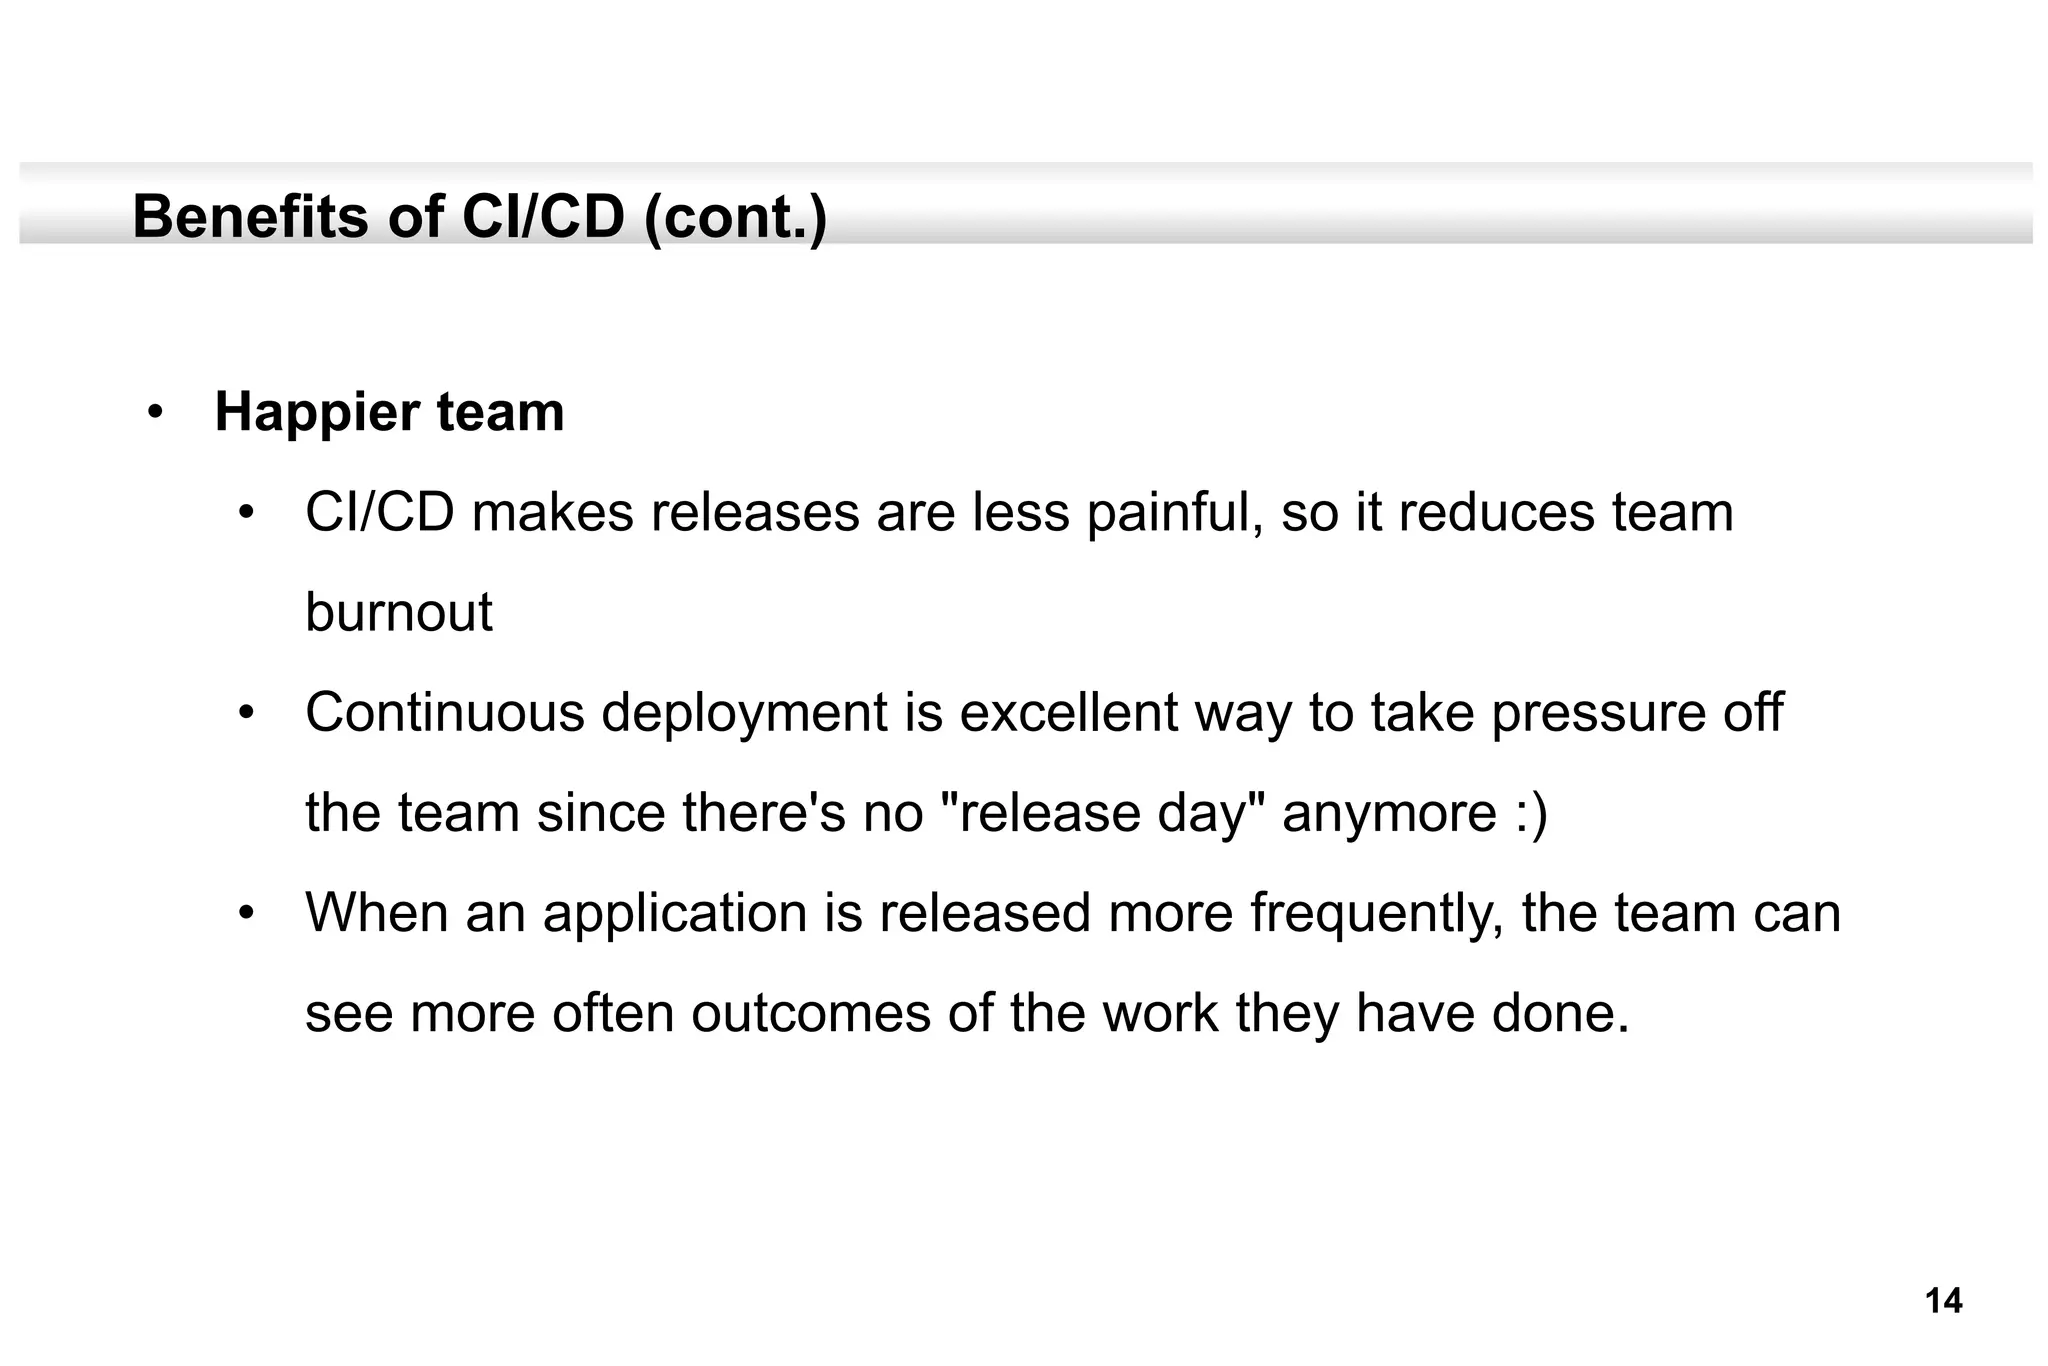 Benefits of CI/CD (cont.)
• Happier team
• CI/CD makes releases are less painful, so it reduces team
burnout
• Continuous deployment is excellent way to take pressure off
the team since there's no "release day" anymore :)
• When an application is released more frequently, the team can
see more often outcomes of the work they have done.
14